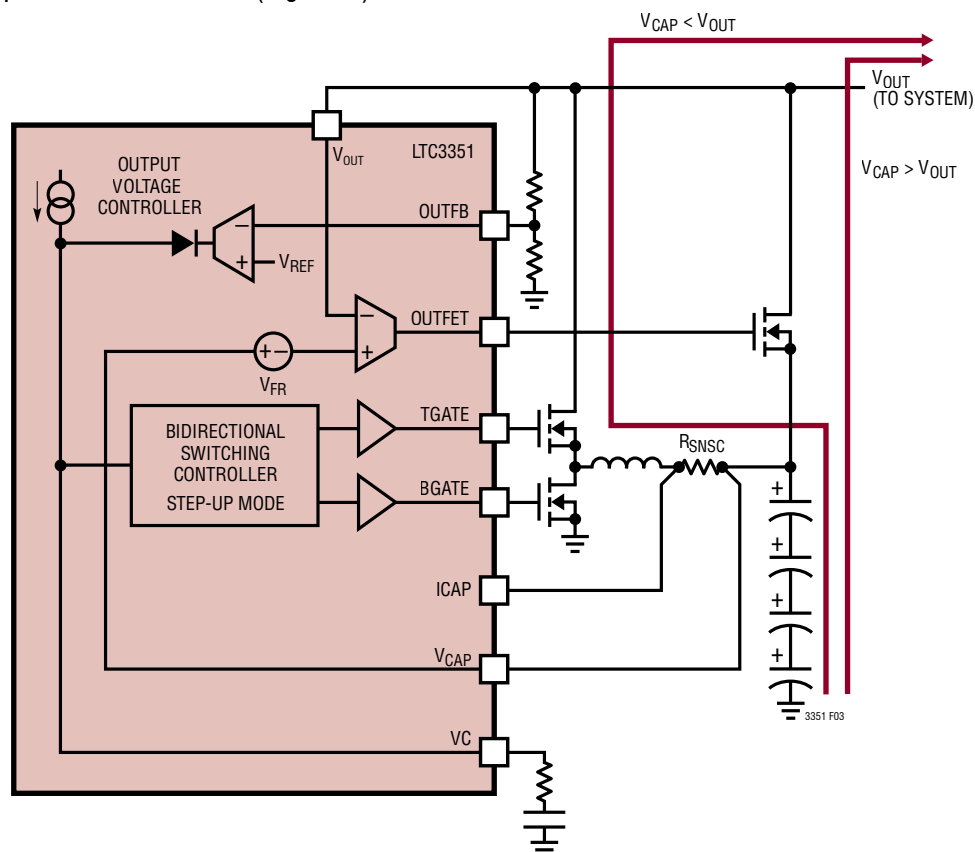 VCAP < VOUT
VOUT
(TO SYSTEM)
VCAP > VOUT
LTC3351
VOUT
OUTPUT
VOLTAGE
CONTROLLER
OUTFB
−
+
VREF
OUTFET
−
+
+−
VFR
TGATE
BIDIRECTIONAL
SWITCHING
CONTROLLER
STEP-UP MODE
BGATE
RSNSC
+
+
+
+
ICAP
VCAP
3351 F03
VC